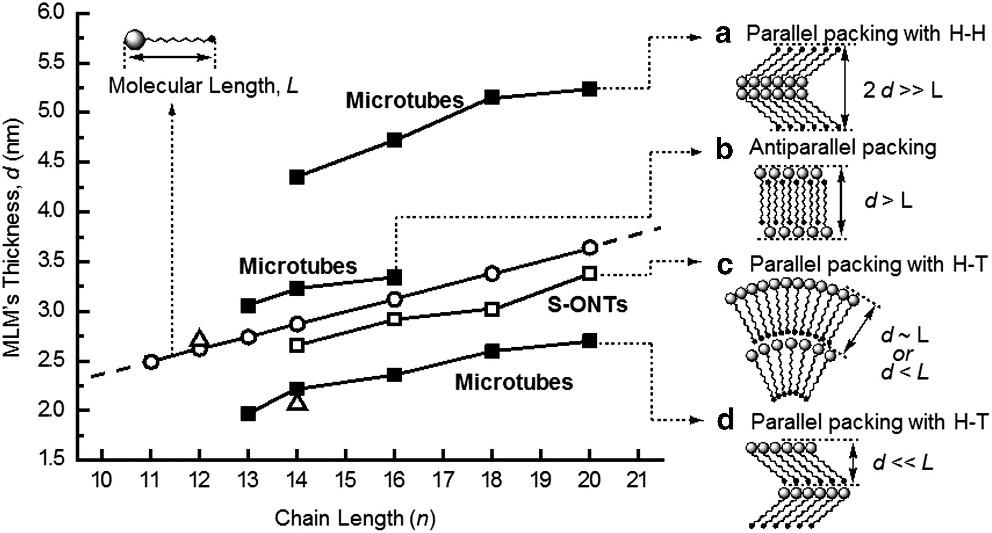 MLM's Thickness, d (nm)
6.0
5.5
5.0
4.5
4.0
3.5
3.0
2.5
2.0
1.5
10 11 12 13 14 15 16 17 18 19 20 21
Chain Length (n)
Molecular Length, L
Microtubes
Microtubes
S-ONTs
Microtubes
a Parallel packing with H-H
2 d >> L
b Antiparallel packing
d > L
c Parallel packing with H-T
d ~ L
or
d < L
d Parallel packing with H-T
d << L